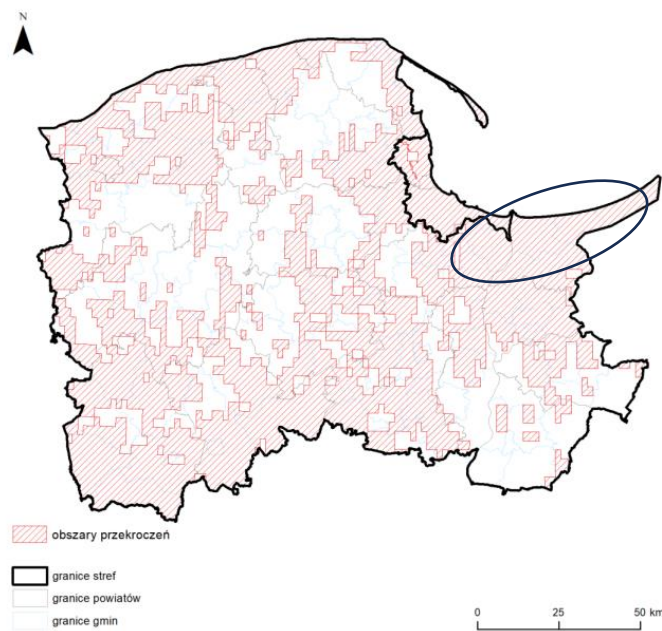 N
obszary przekroczeń
granice stref
granice powiatów
granice gmin
0 25 50 km